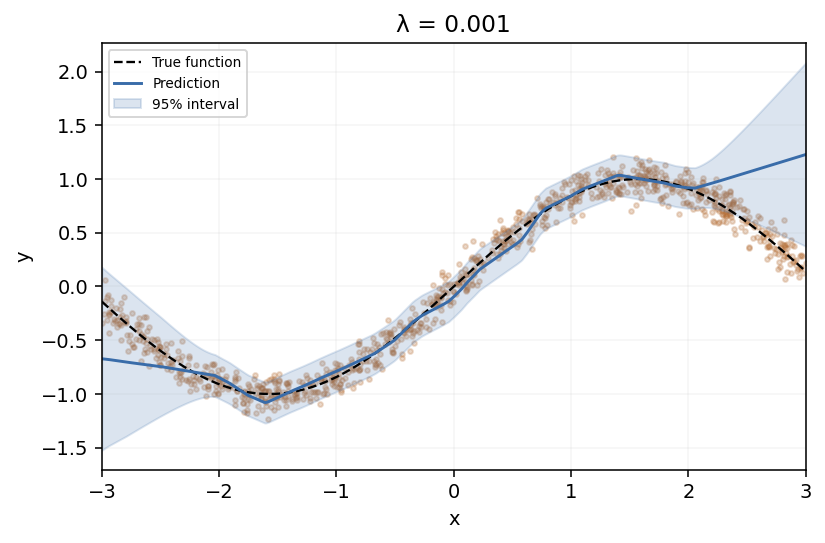 λ = 0.001
True function
Prediction
95% interval
2.0
1.5
1.0
0.5
0.0
−0.5
−1.0
−1.5
y
−3
−2
−1
0
1
2
3
x